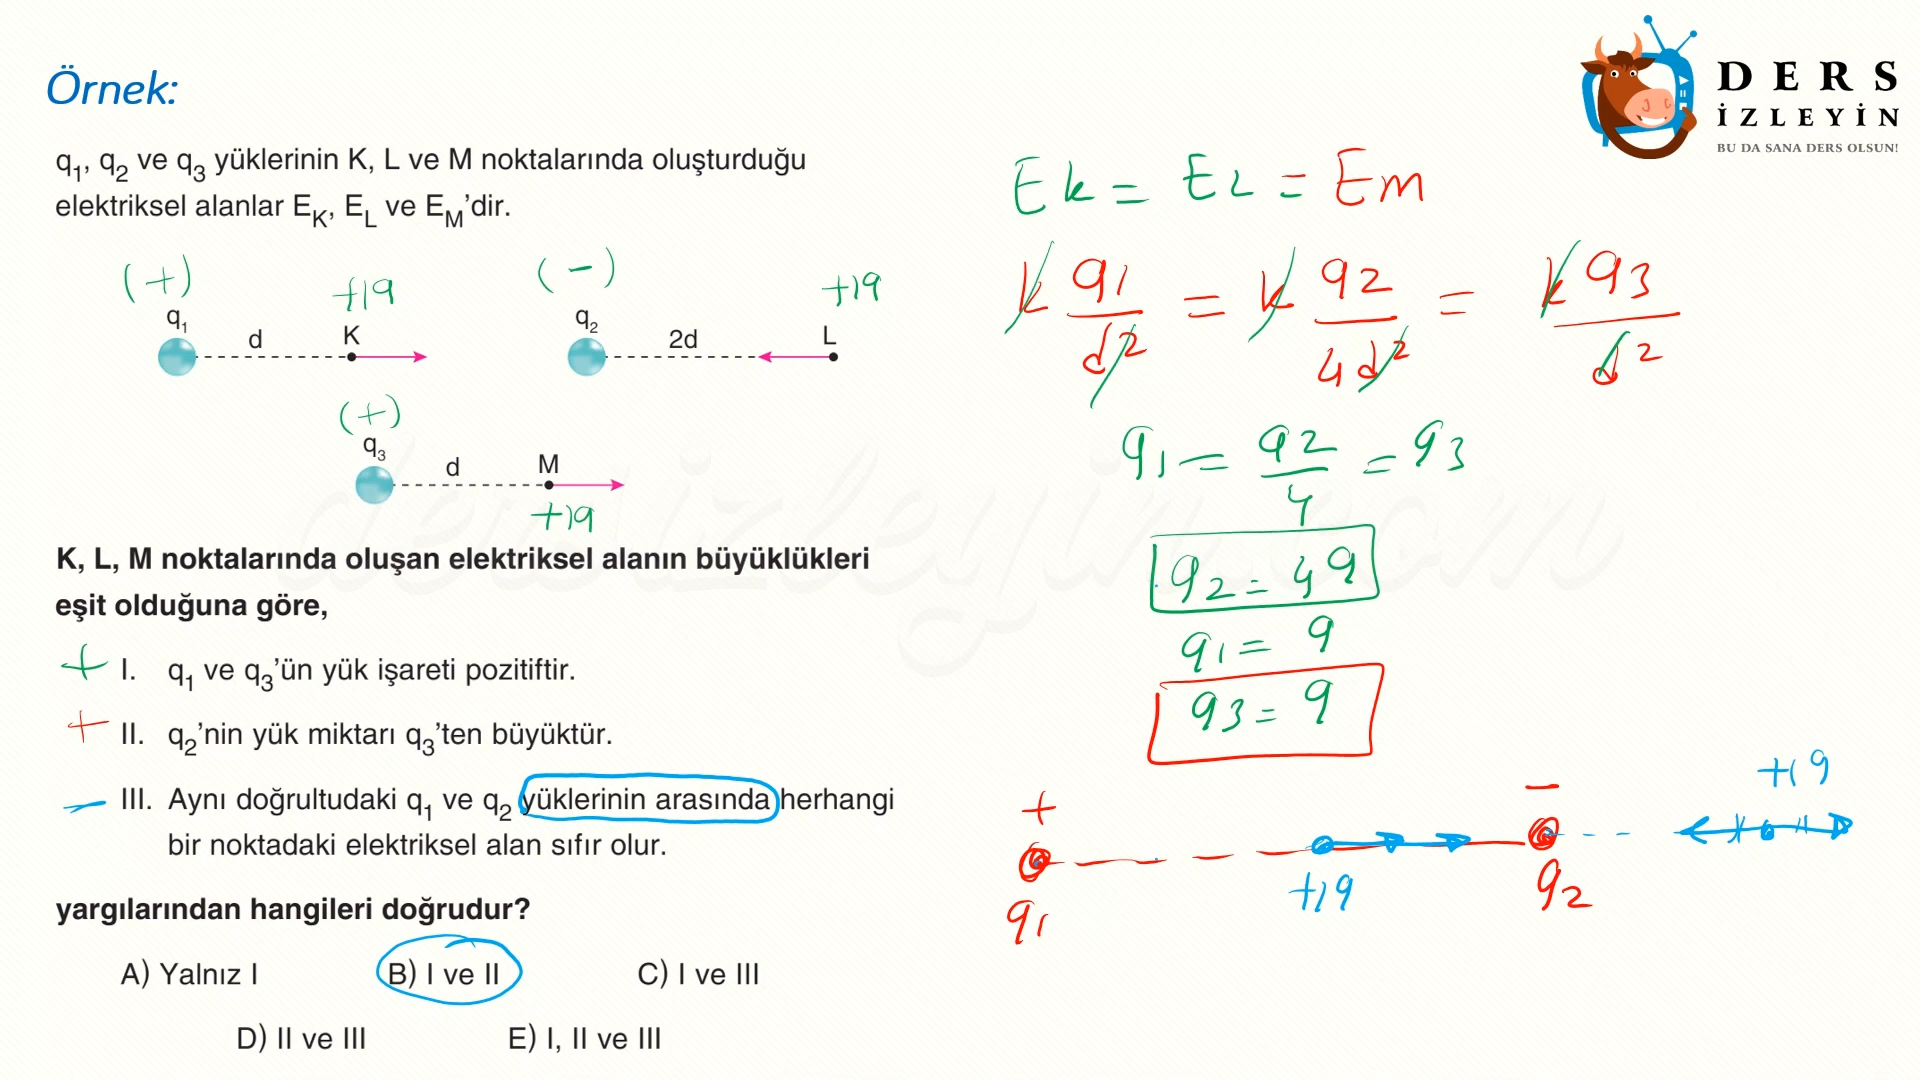 Örnek:
DERS
İZLEYİN
BU DA SANA DERS OLSUN!
q1, q2 ve q3 yüklerinin K, L ve M noktalarında oluşturduğu
elektriksel alanlar EK, EL ve EM'dir.
(+) +1q (-) +1q
q1 d K q2 2d L
(+)
q3 d M
+1q
K, L, M noktalarında oluşan elektriksel alanın büyüklükleri
eşit olduğuna göre,
+ I. q1 ve q3'ün yük işareti pozitiftir.
+ II. q2'nin yük miktarı q3'ten büyüktür.
– III. Aynı doğrultudaki q1 ve q2 yüklerinin arasında herhangi
bir noktadaki elektriksel alan sıfır olur.
yargılarından hangileri doğrudur?
A) Yalnız I B) I ve II C) I ve III
D) II ve III E) I, II ve III
Ek = EL = Em
k q1/d² = k q2/4d² = k q3/d²
q1 = q2/4 = q3
q2 = 4q
q1 = q
q3 = q
+ – +1q
q1 +1q q2
dersizleyin.com